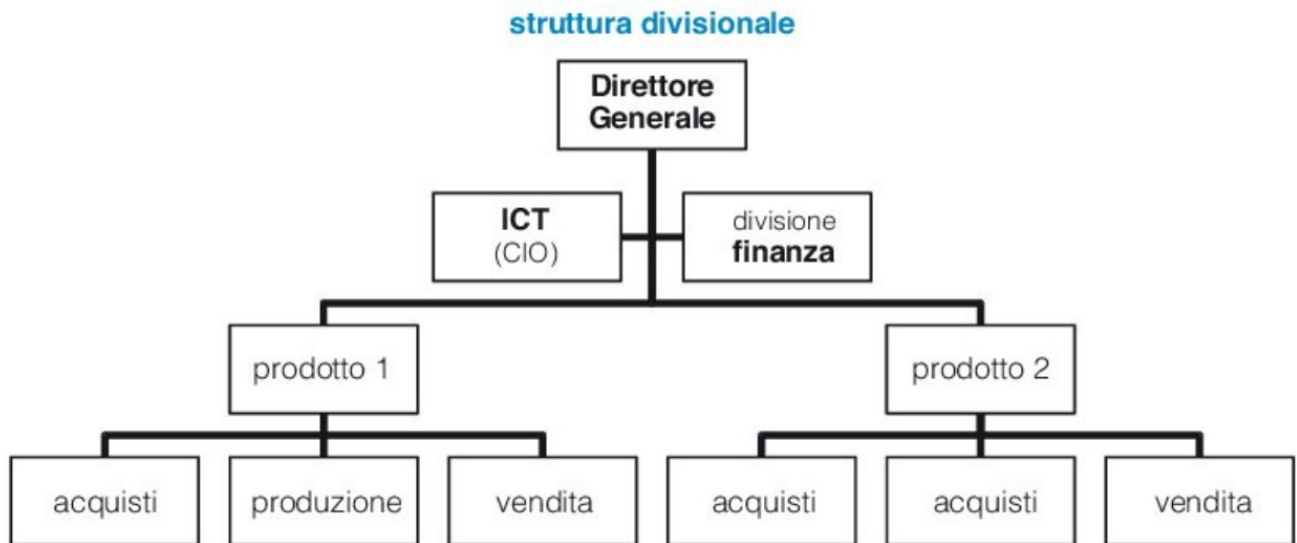 struttura divisionale
Direttore
Generale
ICT
(CIO)
divisione
finanza
prodotto 1
prodotto 2
acquisti
produzione
vendita
acquisti
acquisti
vendita